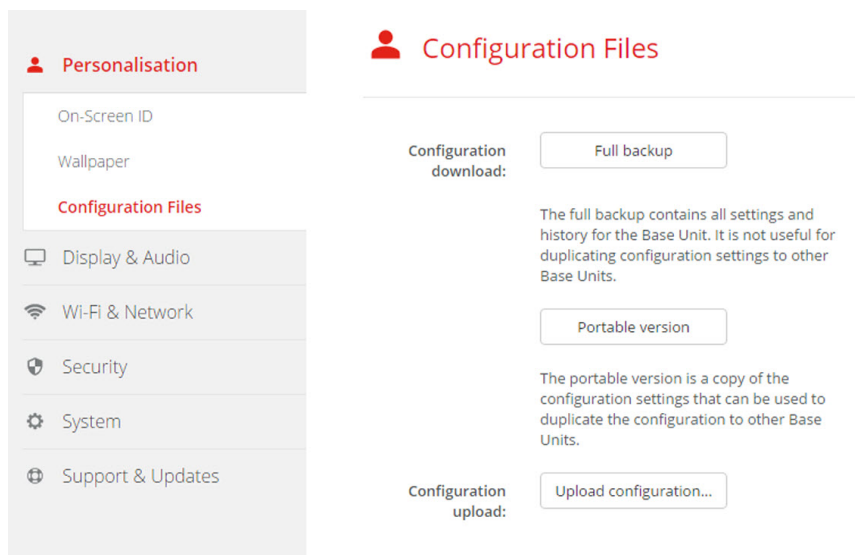 Personalisation
On-Screen ID
Wallpaper
Configuration Files
Display & Audio
Wi-Fi & Network
Security
System
Support & Updates
Configuration Files
Configuration
download:
Full backup
The full backup contains all settings and
history for the Base Unit. It is not useful for
duplicating configuration settings to other
Base Units.
Portable version
The portable version is a copy of the
configuration settings that can be used to
duplicate the configuration to other Base
Units.
Configuration
upload:
Upload configuration...